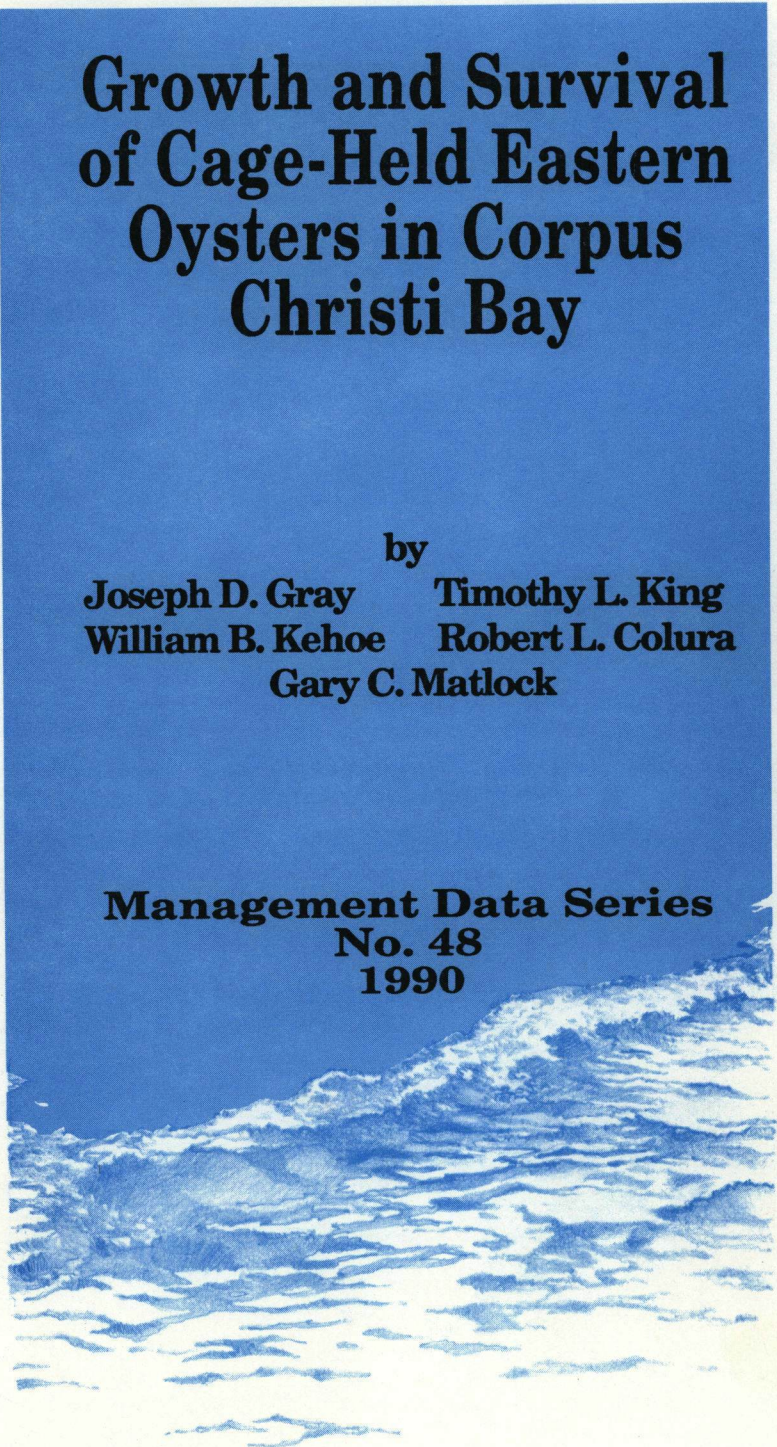 Growth and Survival
of Cage-Held Eastern
Oysters in Corpus
Christi Bay
by
Joseph D. Gray Timothy L. King
William B. Kehoe Robert L. Colura
Gary C. Matlock
Management Data Series
No. 48
1990